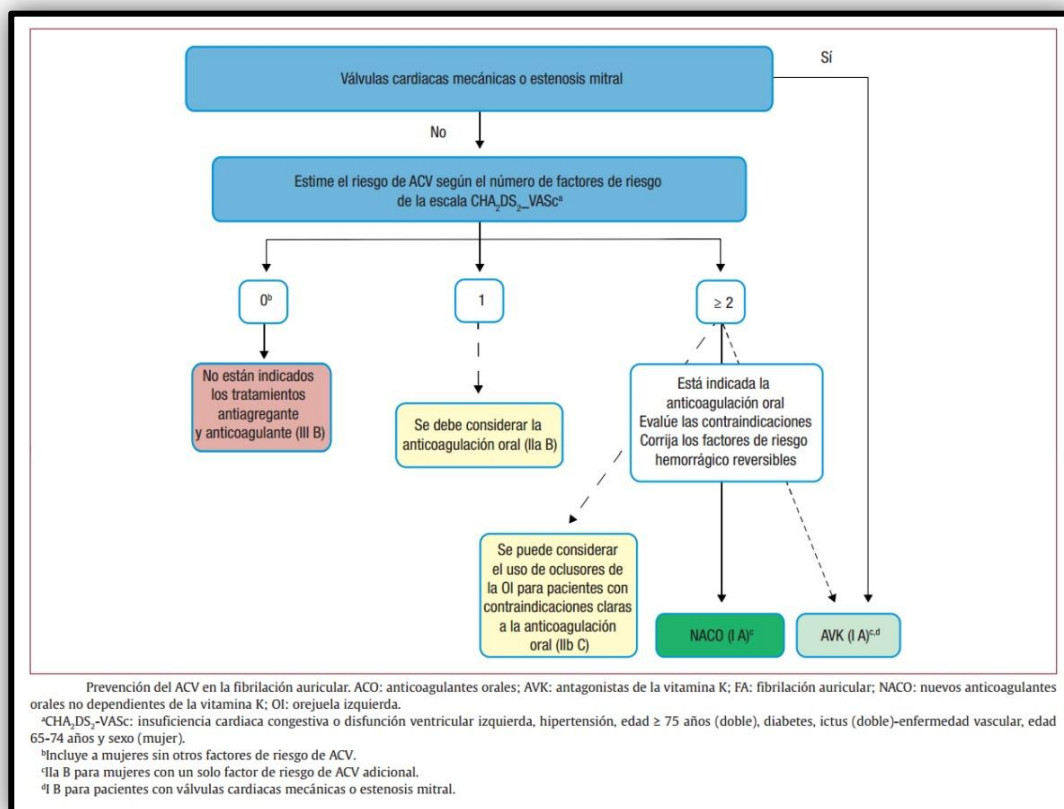 Válvulas cardiacas mecánicas o estenosis mitral
Sí
No
Estime el riesgo de ACV según el número de factores de riesgo
de la escala CHA₂DS₂_VAScᵃ
0ᵇ
1
≥ 2
No están indicados
los tratamientos
antiagregante
y anticoagulante (III B)
Se debe considerar la
anticoagulación oral (IIa B)
Está indicada la
anticoagulación oral
Evalúe las contraindicaciones
Corrija los factores de riesgo
hemorrágico reversibles
Se puede considerar
el uso de oclusores de
la OI para pacientes con
contraindicaciones claras
a la anticoagulación
oral (IIb C)
NACO (I A)ᶜ
AVK (I A)ᶜ,ᵈ
Prevención del ACV en la fibrilación auricular. ACO: anticoagulantes orales; AVK: antagonistas de la vitamina K; FA: fibrilación auricular; NACO: nuevos anticoagulantes
orales no dependientes de la vitamina K; OI: orejuela izquierda.
ᵃCHA₂DS₂-VASc: insuficiencia cardiaca congestiva o disfunción ventricular izquierda, hipertensión, edad ≥ 75 años (doble), diabetes, ictus (doble)-enfermedad vascular, edad
65-74 años y sexo (mujer).
ᵇIncluye a mujeres sin otros factores de riesgo de ACV.
ᶜIIa B para mujeres con un solo factor de riesgo de ACV adicional.
ᵈI B para pacientes con válvulas cardiacas mecánicas o estenosis mitral.